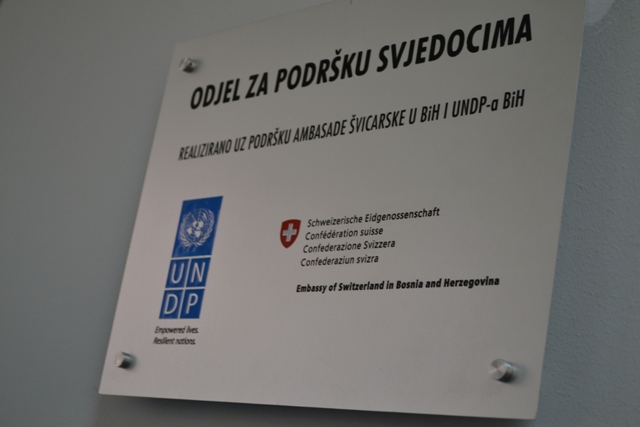 ODJEL ZA PODRŠKU SVJEDOCIMA
REALIZIRANO UZ PODRŠKU AMBASADE ŠVICARSKE U BiH I UNDP-a BiH
UN
DP
Empowered lives.
Resilient nations.
Schweizerische Eidgenossenschaft
Confédération suisse
Confederazione Svizzera
Confederaziun svizra
Embassy of Switzerland in Bosnia and Herzegovina